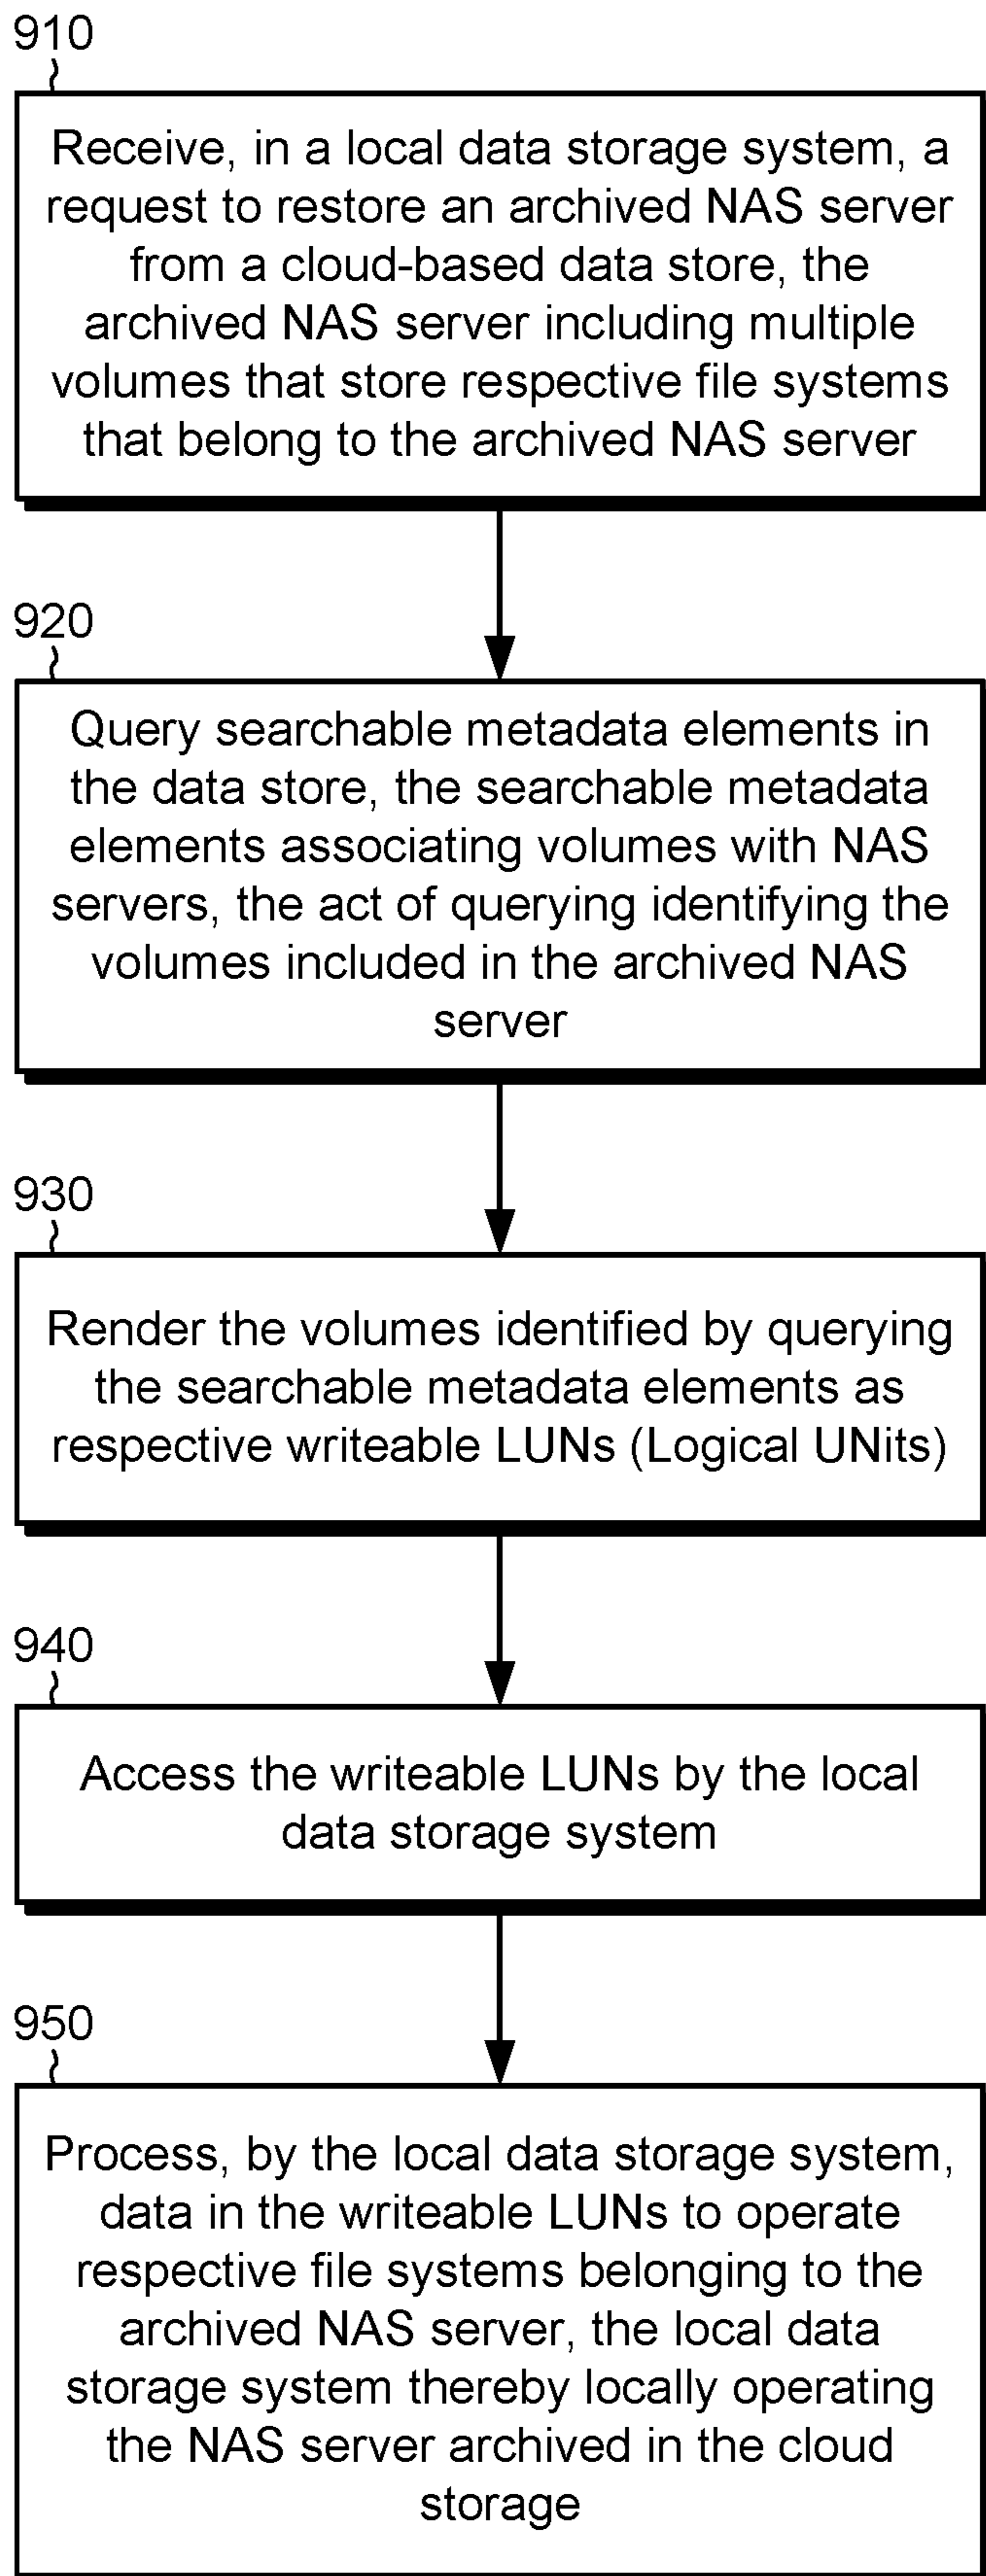 910
Receive, in a local data storage system, a
request to restore an archived NAS server
from a cloud-based data store, the
archived NAS server including multiple
volumes that store respective file systems
that belong to the archived NAS server
920
Query searchable metadata elements in
the data store, the searchable metadata
elements associating volumes with NAS
servers, the act of querying identifying the
volumes included in the archived NAS
server
930
Render the volumes identified by querying
the searchable metadata elements as
respective writeable LUNs (Logical UNits)
940
Access the writeable LUNs by the local
data storage system
950
Process, by the local data storage system,
data in the writeable LUNs to operate
respective file systems belonging to the
archived NAS server, the local data
storage system thereby locally operating
the NAS server archived in the cloud
storage